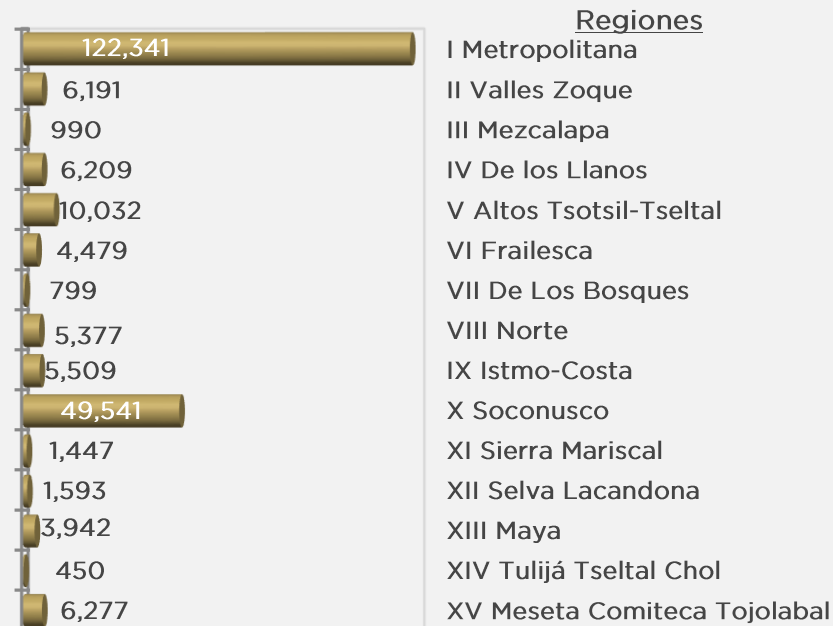 Regiones
122,341 I Metropolitana
6,191 II Valles Zoque
990 III Mezcalapa
6,209 IV De los Llanos
10,032 V Altos Tsotsil-Tseltal
4,479 VI Frailesca
799 VII De Los Bosques
5,377 VIII Norte
5,509 IX Istmo-Costa
49,541 X Soconusco
1,447 XI Sierra Mariscal
1,593 XII Selva Lacandona
3,942 XIII Maya
450 XIV Tulijá Tseltal Chol
6,277 XV Meseta Comiteca Tojolabal